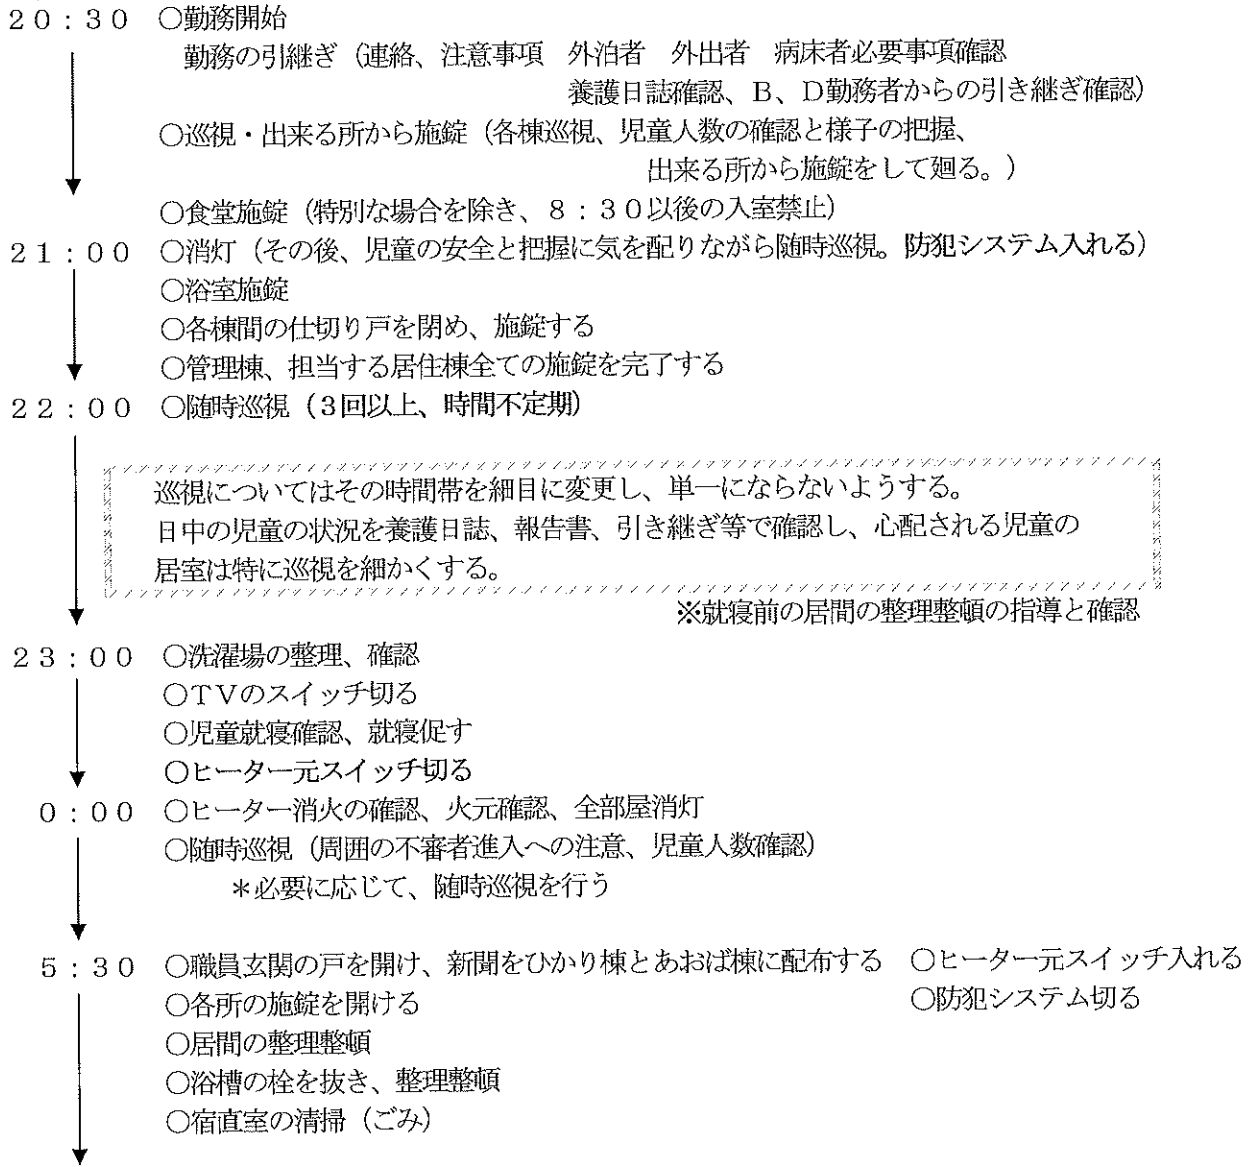 20:30 ○勤務開始
勤務の引継ぎ（連絡、注意事項 外泊者 外出者 病床者必要事項確認
養護日誌確認、B、D勤務者からの引き継ぎ確認）
○巡視・出来る所から施錠（各棟巡視、児童人数の確認と様子の把握、
出来る所から施錠をして廻る。）
○食堂施錠（特別な場合を除き、8：30以後の入室禁止）
21:00 ○消灯（その後、児童の安全と把握に気を配りながら随時巡視。防犯システム入れる）
○浴室施錠
○各棟間の仕切り戸を閉め、施錠する
○管理棟、担当する居住棟全ての施錠を完了する
22:00 ○随時巡視（3回以上、時間不定期）
巡視についてはその時間帯を細目に変更し、単一にならないようする。
日中の児童の状況を養護日誌、報告書、引き継ぎ等で確認し、心配される児童の
居室は特に巡視を細かくする。
※就寝前の居間の整理整頓の指導と確認
23:00 ○洗濯場の整理、確認
○TVのスイッチ切る
○児童就寝確認、就寝促す
○ヒーター元スイッチ切る
0:00 ○ヒーター消火の確認、火元確認、全部屋消灯
○随時巡視（周囲の不審者進入への注意、児童人数確認）
＊必要に応じて、随時巡視を行う
5:30 ○職員玄関の戸を開け、新聞をひかり棟とあおば棟に配布する ○ヒーター元スイッチ入れる
○各所の施錠を開ける ○防犯システム切る
○居間の整理整頓
○浴槽の栓を抜き、整理整頓
○宿直室の清掃（ごみ）